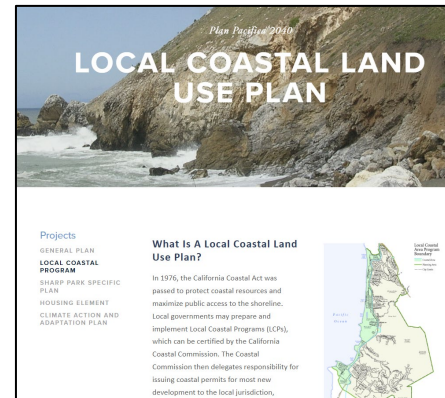 Plan Pacifica 2040
LOCAL COASTAL LAND
USE PLAN
Projects
GENERAL PLAN
LOCAL COASTAL
PROGRAM
SHARP PARK SPECIFIC
PLAN
HOUSING ELEMENT
CLIMATE ACTION AND
ADAPTATION PLAN
What Is A Local Coastal Land
Use Plan?
In 1976, the California Coastal Act was
passed to protect coastal resources and
maximize public access to the shoreline.
Local governments may prepare and
implement Local Coastal Programs (LCPs),
which can be certified by the California
Coastal Commission. The Coastal
Commission then delegates responsibility for
issuing coastal permits for most new
development to the local jurisdiction,
Local Coastal
Area Program
Boundary
Pacific
Ocean